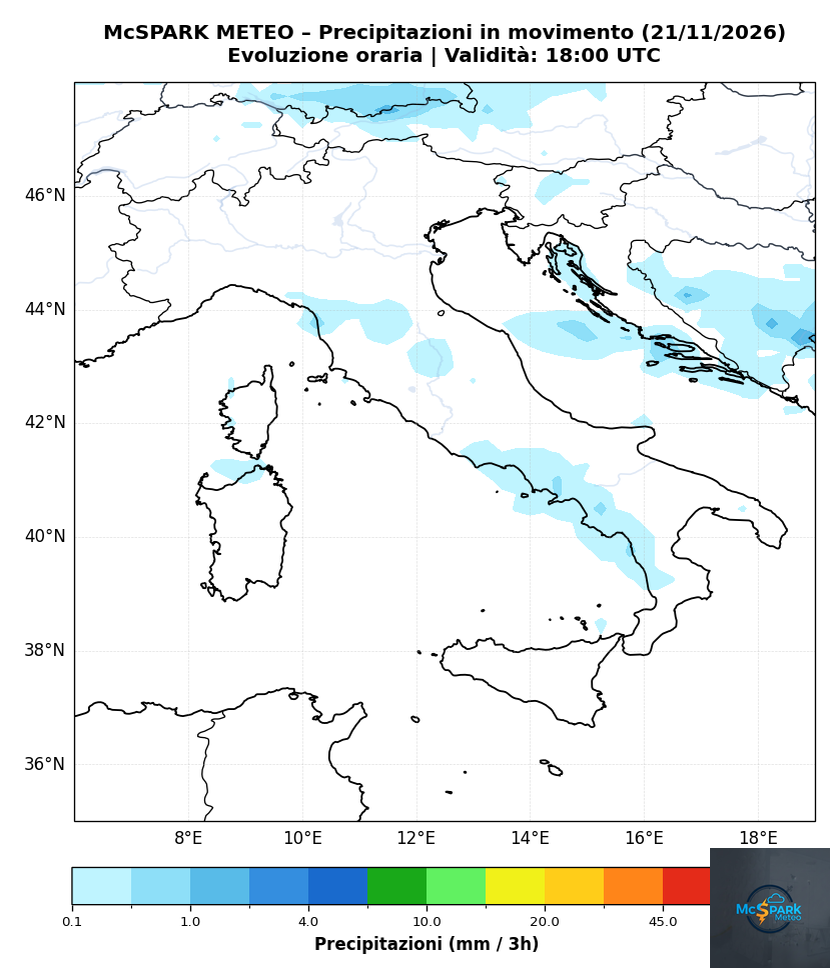 McSPARK METEO – Precipitazioni in movimento (21/11/2026)
Evoluzione oraria | Validità: 18:00 UTC
46°N
44°N
42°N
40°N
38°N
36°N
8°E 10°E 12°E 14°E 16°E 18°E
0.1 1.0 4.0 10.0 20.0 45.0
Precipitazioni (mm / 3h)
McSPARK
Meteo